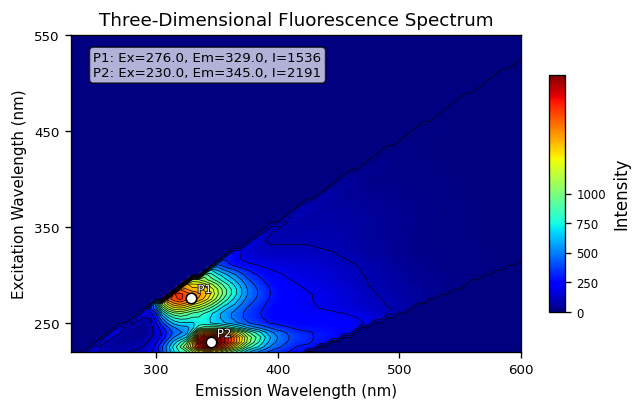 Three-Dimensional Fluorescence Spectrum
P1: Ex=276.0, Em=329.0, I=1536
P2: Ex=230.0, Em=345.0, I=2191
550
450
350
250
Excitation Wavelength (nm)
P1
P2
300
400
500
600
Emission Wavelength (nm)
1000
750
500
250
0
Intensity